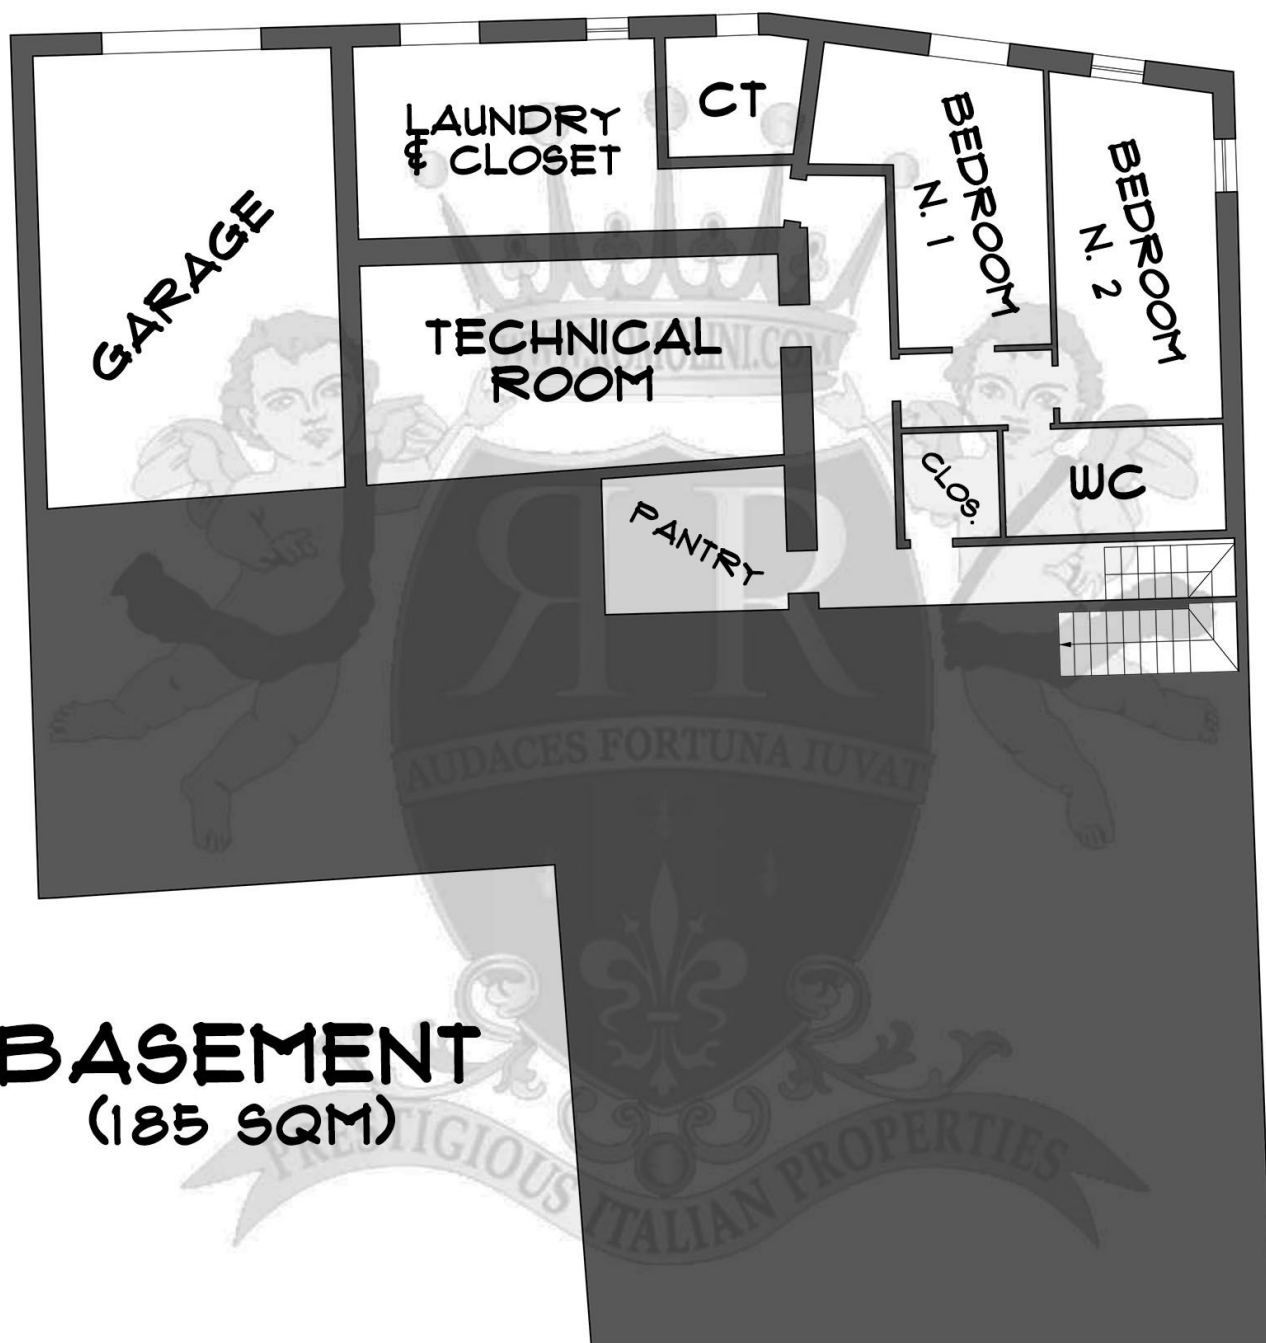 CT
LAUNDRY
& CLOSET
BEDROOM
N. 1
BEDROOM
N. 2
GARAGE
TECHNICAL
ROOM
CLOS.
WC
PANTRY
RR
AUDACES FORTUNA IUVAT
BASEMENT
(185 SQM)
PRESTIGIOUS ITALIAN PROPERTIES